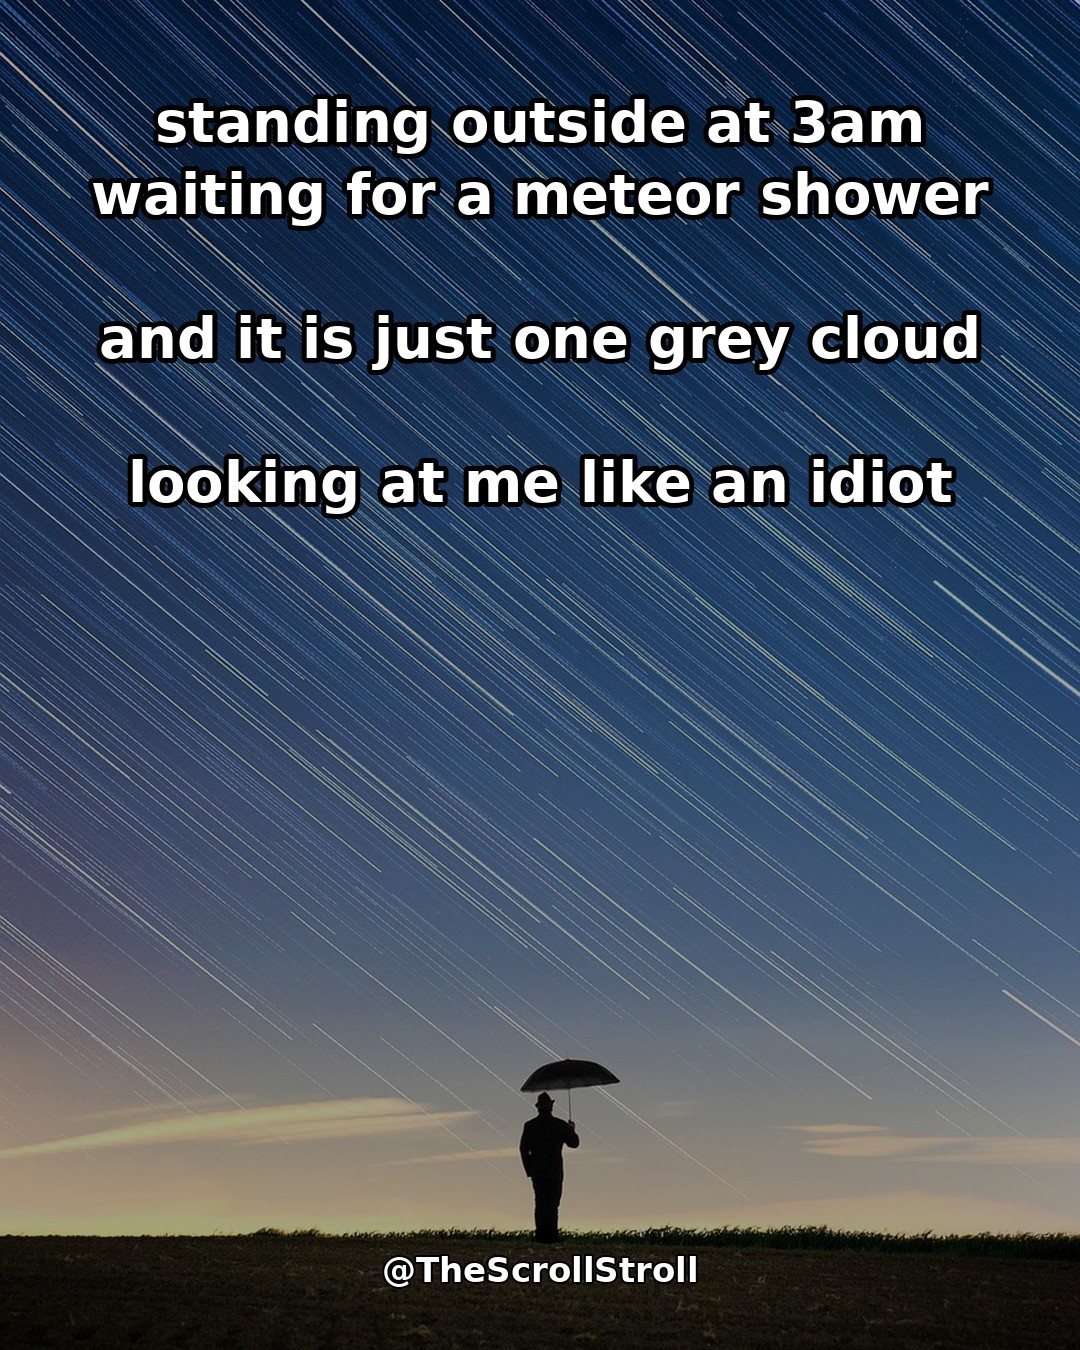 standing outside at 3am
waiting for a meteor shower
and it is just one grey cloud
looking at me like an idiot
@TheScrollStroll